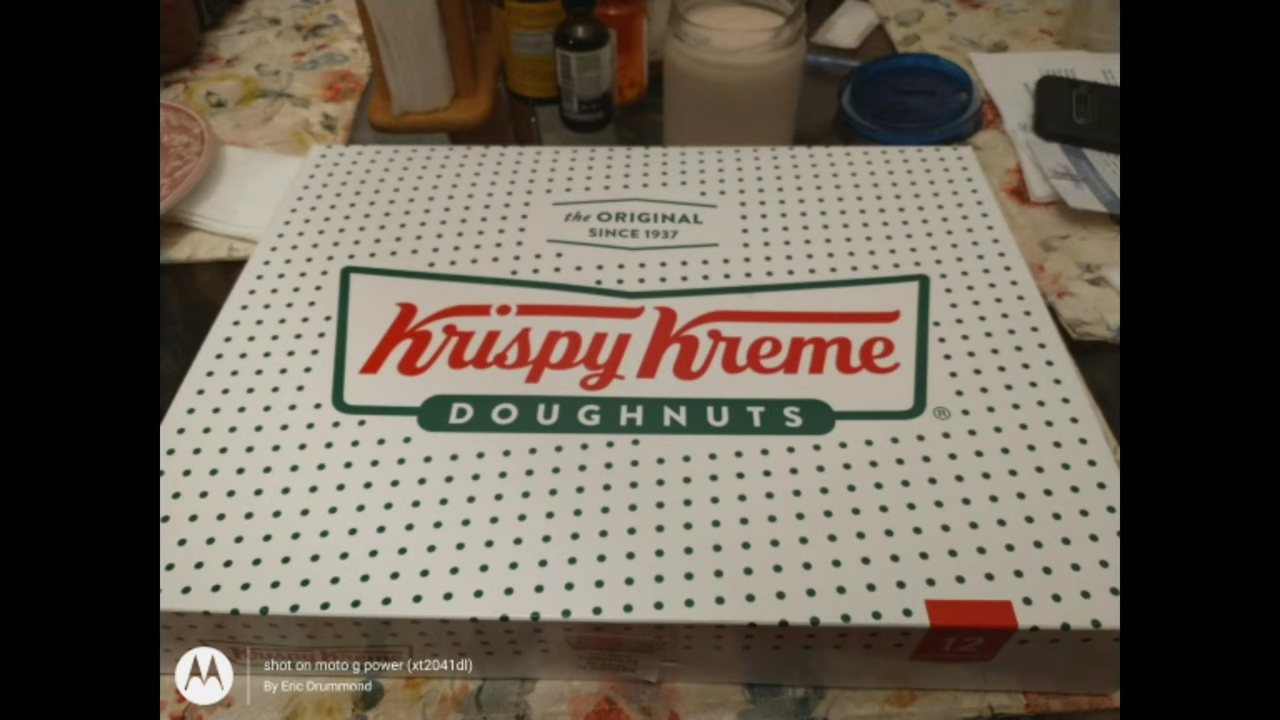 the ORIGINAL
SINCE 1937
Krispy Kreme
DOUGHNUTS
®
12
shot on moto g power (xt2041dl)
By Eric Drummond